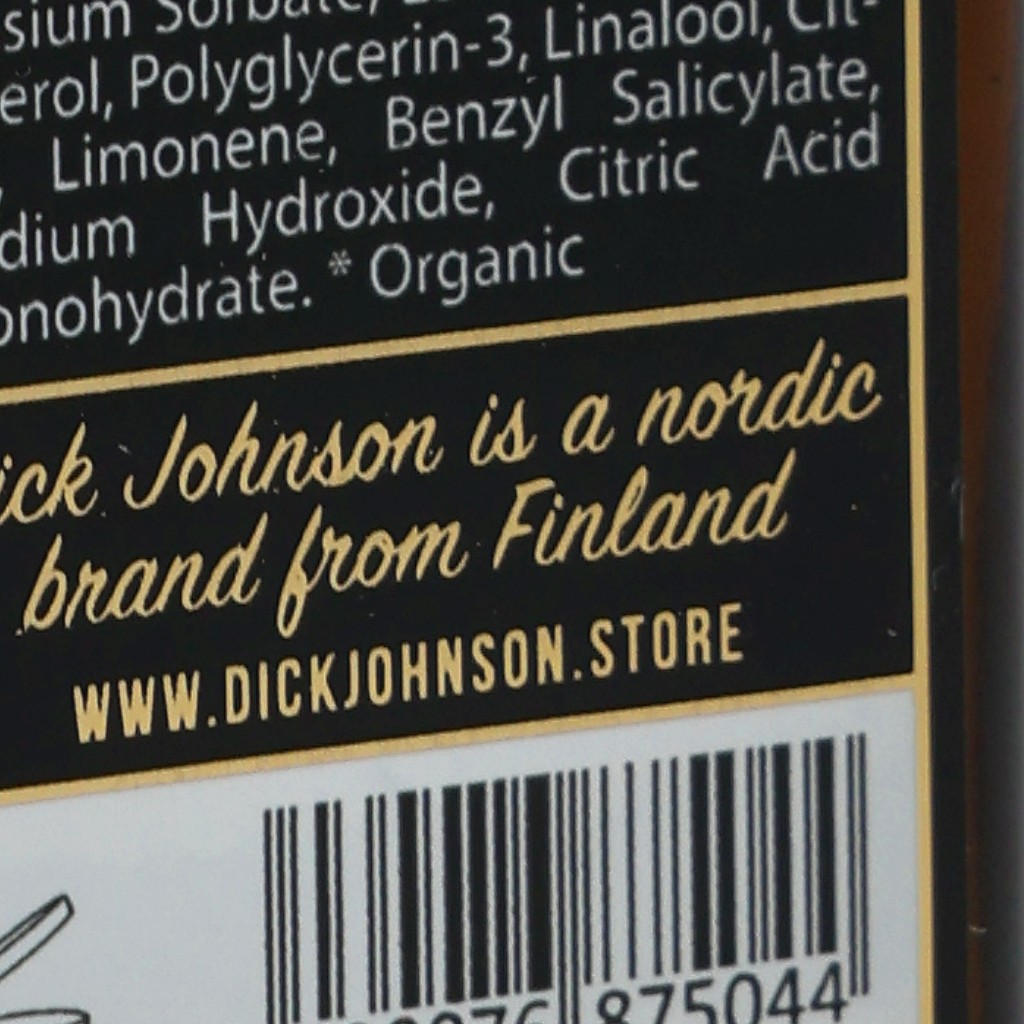 sium Sorbate,
erol, Polyglycerin-3, Linalool, Cit-
Limonene, Benzyl Salicylate,
dium Hydroxide, Citric Acid
onohydrate. * Organic
ick Johnson is a nordic
brand from Finland
WWW.DICKJOHNSON.STORE
875044